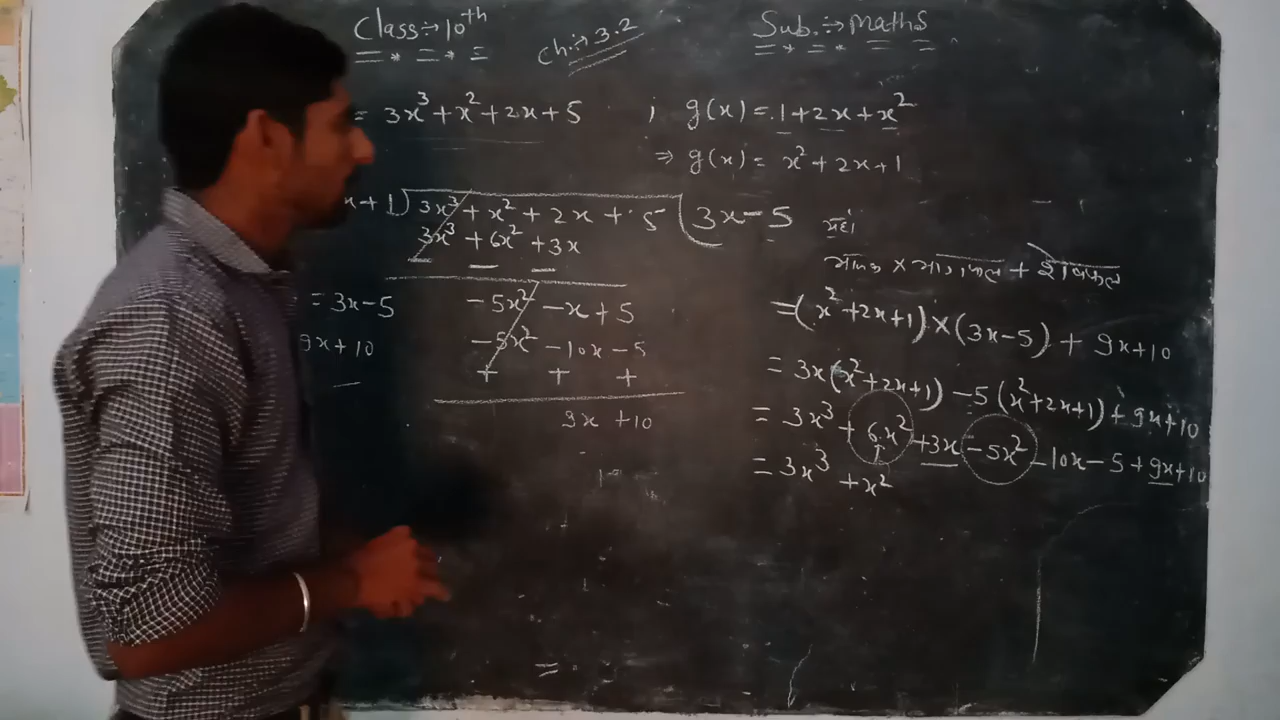 Class:- 10th
Ch:- 3.2
Sub.:- Maths
= 3x³ + x² + 2x + 5 ; g(x) = 1 + 2x + x²
⇒ g(x) = x² + 2x + 1
x + 1) 3x³ + x² + 2x + 5 ( 3x - 5
3x³ + 6x² + 3x
- 5x² - x + 5
- 5x² - 10x - 5
+ + +
9x + 10
= 3x - 5
9x + 10
भाजक × भागफल + शेषफल
= (x² + 2x + 1) × (3x - 5) + 9x + 10
= 3x(x² + 2x + 1) - 5(x² + 2x + 1) + 9x + 10
= 3x³ + 6x² + 3x - 5x² - 10x - 5 + 9x + 10
= 3x³ + x²
=